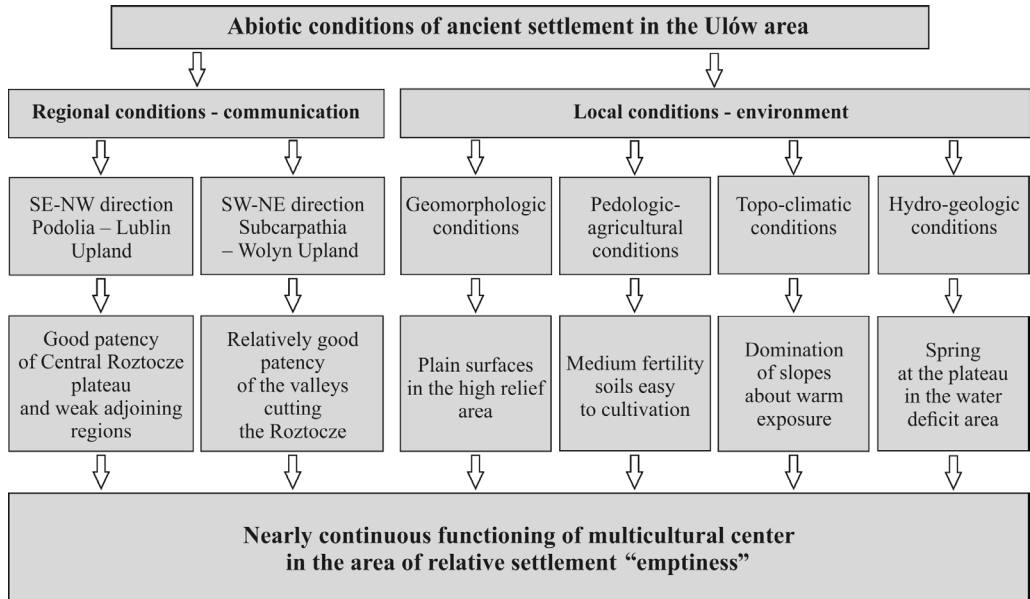 Abiotic conditions of ancient settlement in the Ulów area
Regional conditions - communication
Local conditions - environment
SE-NW direction
Podolia – Lublin
Upland
SW-NE direction
Subcarpathia
– Wolyn Upland
Geomorphologic
conditions
Pedologic-
agricultural
conditions
Topo-climatic
conditions
Hydro-geologic
conditions
Good patency
of Central Roztocze
plateau
and weak adjoining
regions
Relatively good
patency
of the valleys
cutting
the Roztocze
Plain surfaces
in the high relief
area
Medium fertility
soils easy
to cultivation
Domination
of slopes
about warm
exposure
Spring
at the plateau
in the water
deficit area
Nearly continuous functioning of multicultural center
in the area of relative settlement “emptiness”